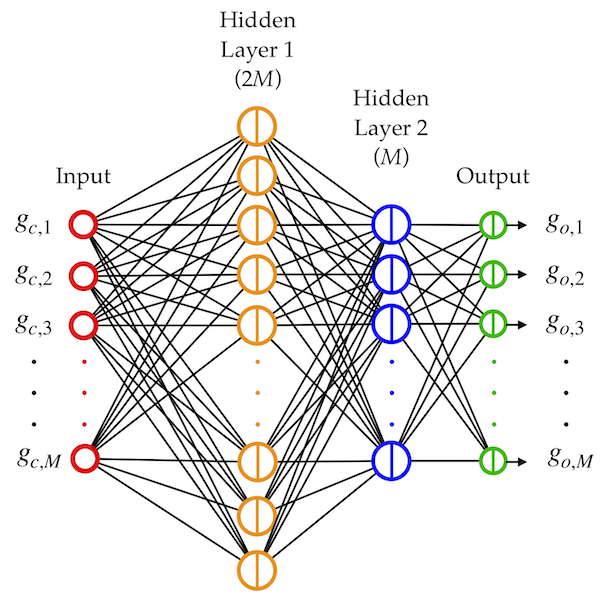 Hidden
Layer 1
(2M)
Hidden
Layer 2
(M)
Input
Output
g_{c,1}
g_{o,1}
g_{c,2}
g_{o,2}
g_{c,3}
g_{o,3}
g_{c,M}
g_{o,M}